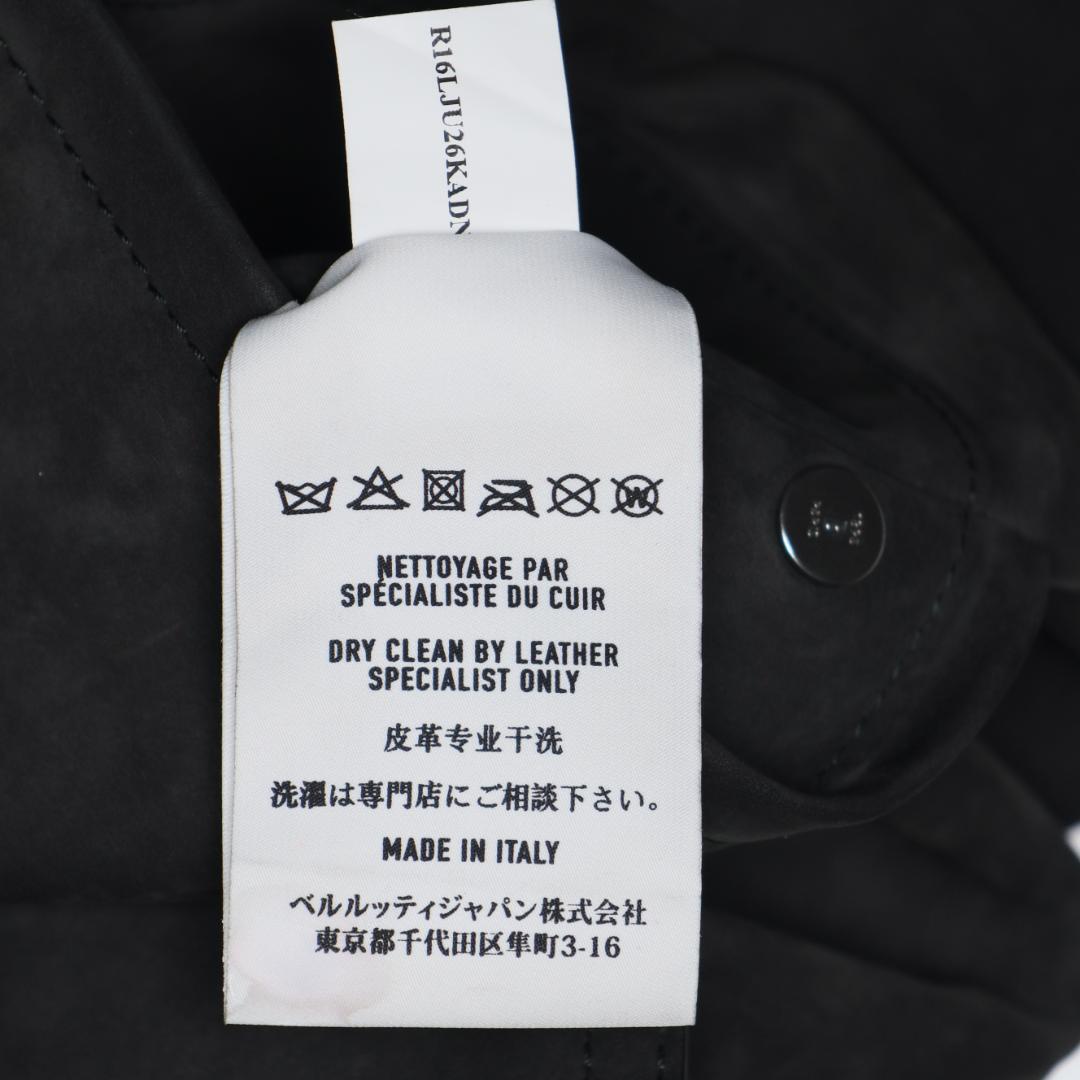 R16LJU26KADN
W
NETTOYAGE PAR
SPÉCIALISTE DU CUIR
DRY CLEAN BY LEATHER
SPECIALIST ONLY
皮革专业干洗
洗濯は専門店にご相談下さい。
MADE IN ITALY
ベルルッティジャパン株式会社
東京都千代田区隼町3-16